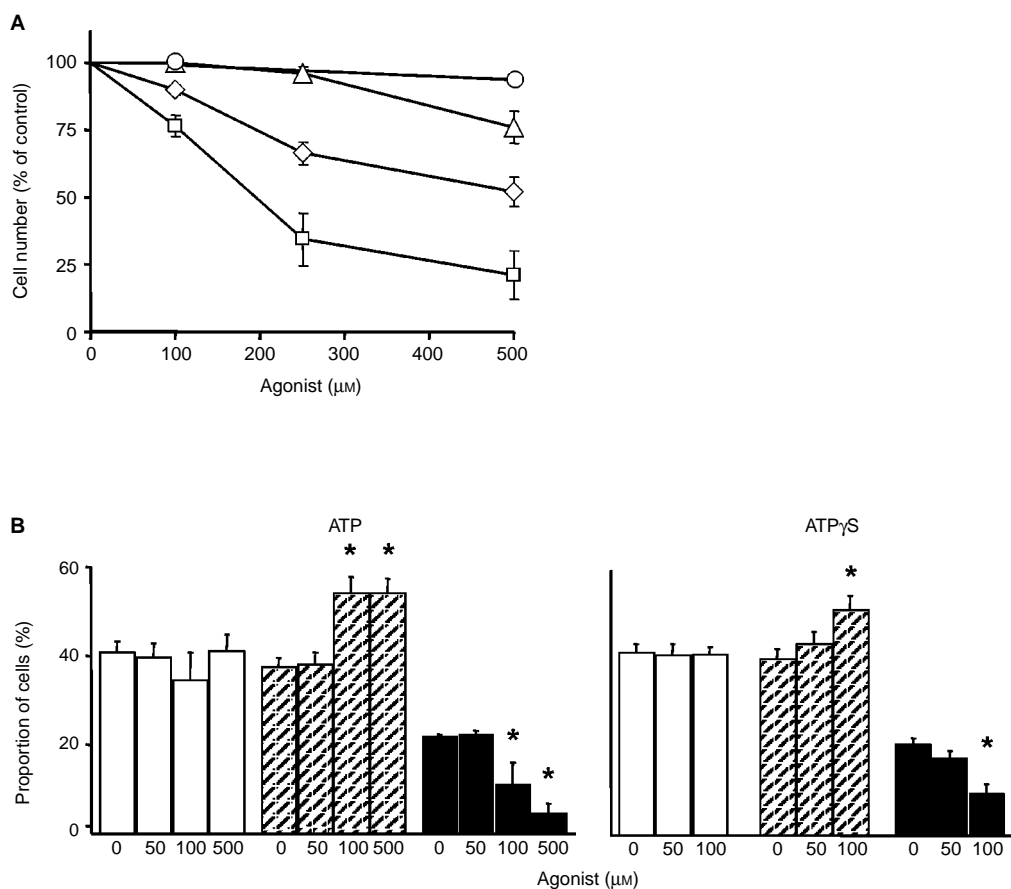 A
Cell number (% of control)
100
75
50
25
0
0 100 200 300 400 500
Agonist (μM)
B
ATP
ATPγS
Proportion of cells (%)
60
40
20
0
* *
* *
*
*
0 50 100 500 0 50 100 500 0 50 100 500
0 50 100 0 50 100 0 50 100
Agonist (μM)